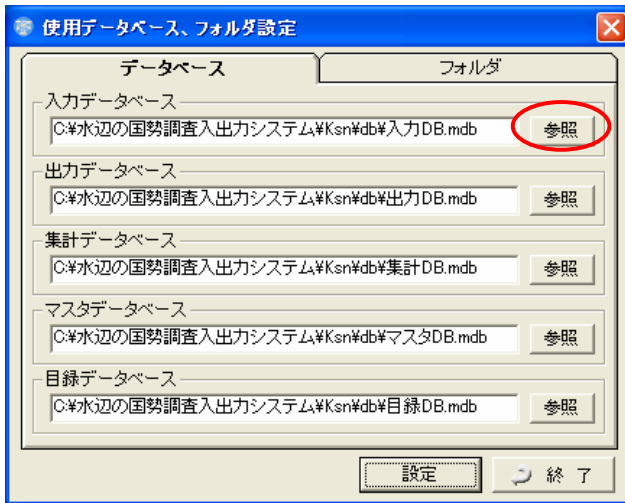 使用データベース、フォルダ設定
データベース
フォルダ
入力データベース
C:¥水辺の国勢調査入出力システム¥Ksn¥db¥入力DB.mdb
参照
出力データベース
C:¥水辺の国勢調査入出力システム¥Ksn¥db¥出力DB.mdb
参照
集計データベース
C:¥水辺の国勢調査入出力システム¥Ksn¥db¥集計DB.mdb
参照
マスタデータベース
C:¥水辺の国勢調査入出力システム¥Ksn¥db¥マスタDB.mdb
参照
目録データベース
C:¥水辺の国勢調査入出力システム¥Ksn¥db¥目録DB.mdb
参照
設定
終 了